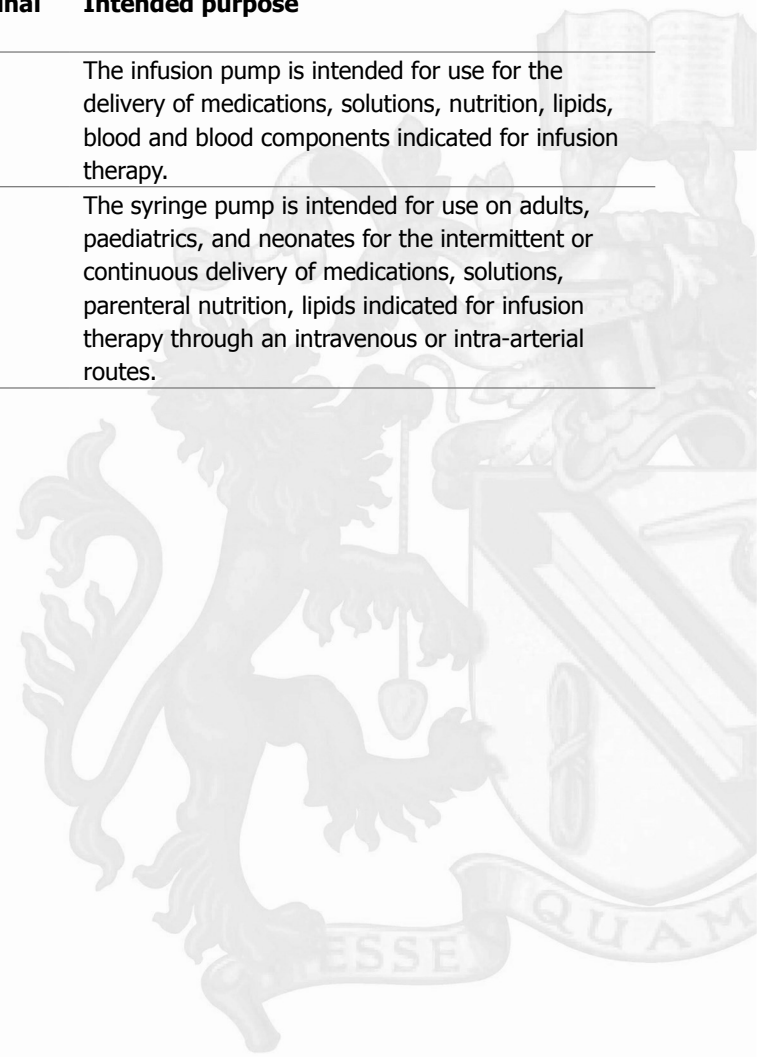 inal Intended purpose
The infusion pump is intended for use for the
delivery of medications, solutions, nutrition, lipids,
blood and blood components indicated for infusion
therapy.
The syringe pump is intended for use on adults,
paediatrics, and neonates for the intermittent or
continuous delivery of medications, solutions,
parenteral nutrition, lipids indicated for infusion
therapy through an intravenous or intra-arterial
routes.
ESSE QUAM